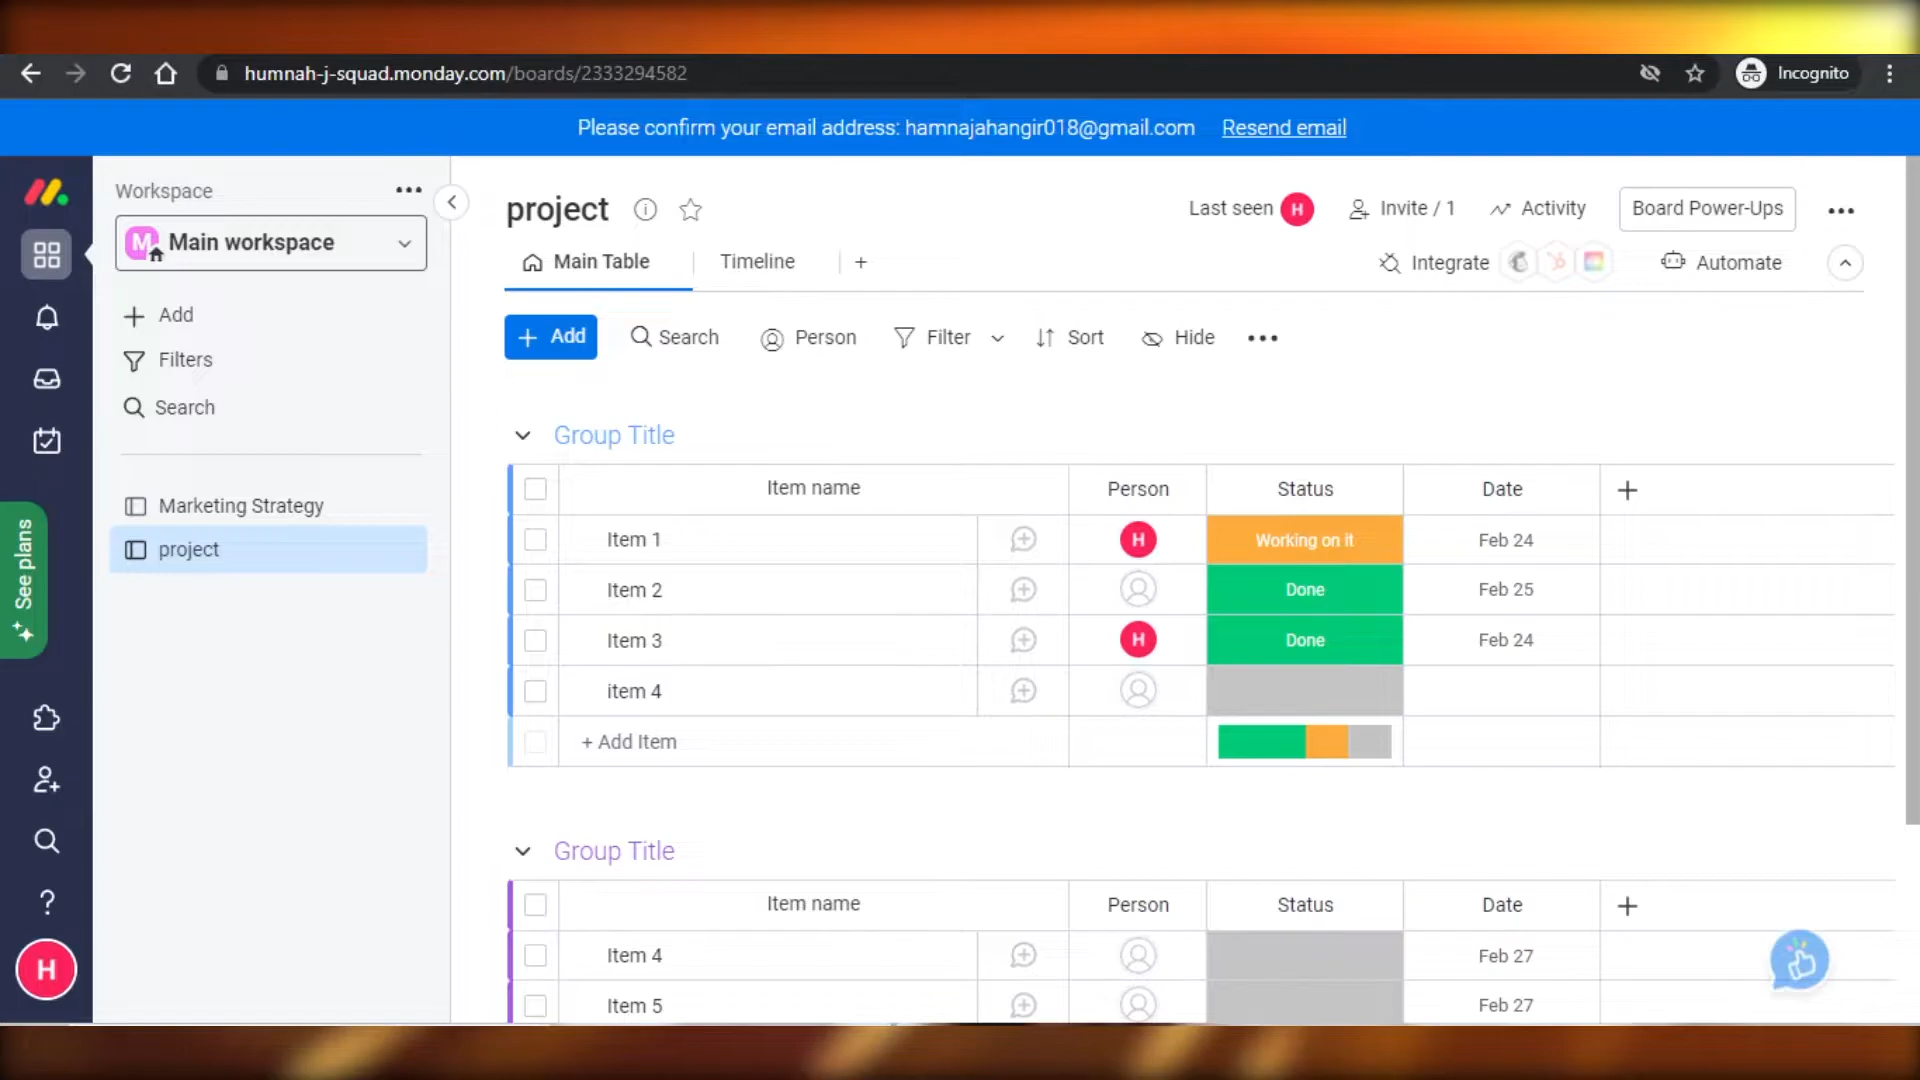 humnah-j-squad.monday.com/boards/2333294582
Incognito
Please confirm your email address: hamnajahangir018@gmail.com Resend email
Workspace
M Main workspace
Add
Filters
Search
Marketing Strategy
project
See plans
H
project
Last seen H Invite / 1 Activity Board Power-Ups
Main Table Timeline +
Integrate Automate
+ Add Search Person Filter Sort Hide
Group Title
Item name Person Status Date +
Item 1 H Working on it Feb 24
Item 2 Done Feb 25
Item 3 H Done Feb 24
item 4
+ Add Item
Group Title
Item name Person Status Date +
Item 4 Feb 27
Item 5 Feb 27